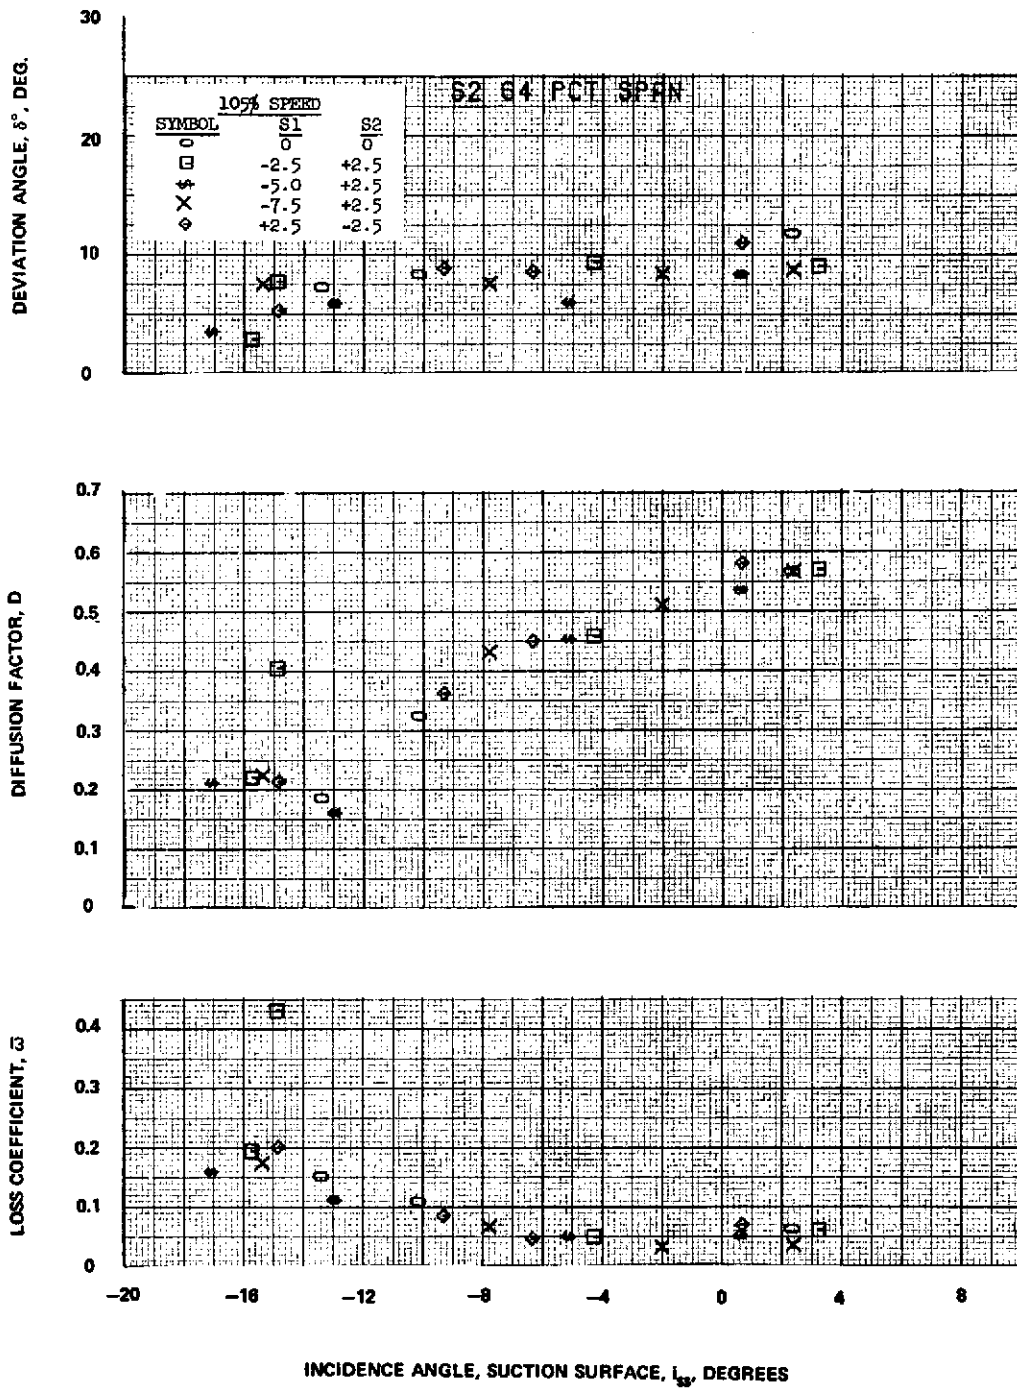 30
20
10
0
DEVIATION ANGLE, δ°, DEG.
S2 64 PCT SPAN
105% SPEED
SYMBOL S1 S2
0 0
-2.5 +2.5
-5.0 +2.5
-7.5 +2.5
+2.5 -2.5
0.7
0.6
0.5
0.4
0.3
0.2
0.1
0
DIFFUSION FACTOR, D
0.4
0.3
0.2
0.1
0
LOSS COEFFICIENT, ω̄
−20 −16 −12 −8 −4 0 4 8
INCIDENCE ANGLE, SUCTION SURFACE, iss, DEGREES